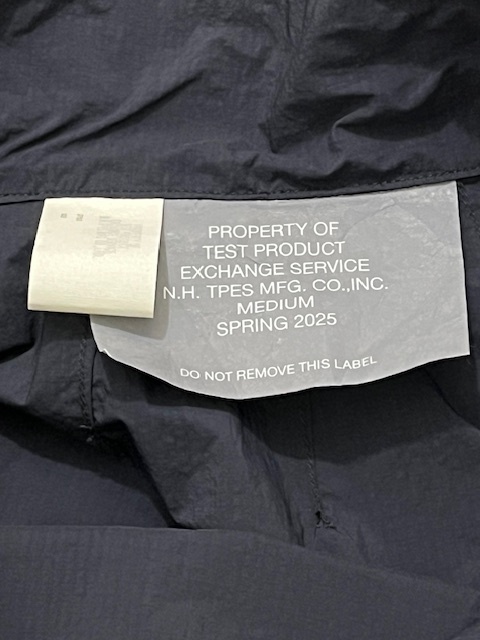 PROPERTY OF
TEST PRODUCT
EXCHANGE SERVICE
N.H. TPES MFG. CO.,INC.
MEDIUM
SPRING 2025
DO NOT REMOVE THIS LABEL